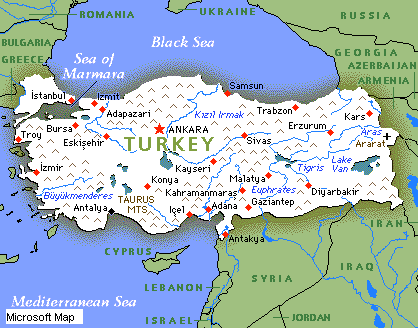 ROMANIA
UKRAINE
RUSSIA
Black Sea
BULGARIA
GREECE
Sea of
Marmara
GEORGIA
AZERBAIJAN
ARMENIA
İstanbul
İzmit
Samsun
Adapazari
Trabzon
Kars
Bursa
Kızıl Irmak
Troy
ANKARA
Erzurum
Aras
Eskişehir
Sivas
Ararat
TURKEY
Kayseri
Lake
Van
Tigris
İzmir
Konya
Malatya
Kahramanmaraş
Euphrates
Diyarbakir
Büyükmenderes
TAURUS
MTS.
Antalya
İçel
Adana
Gaziantep
Antakya
IRAN
CYPRUS
SYRIA
IRAQ
LEBANON
Mediterranean Sea
Microsoft Map
ISRAEL
JORDAN